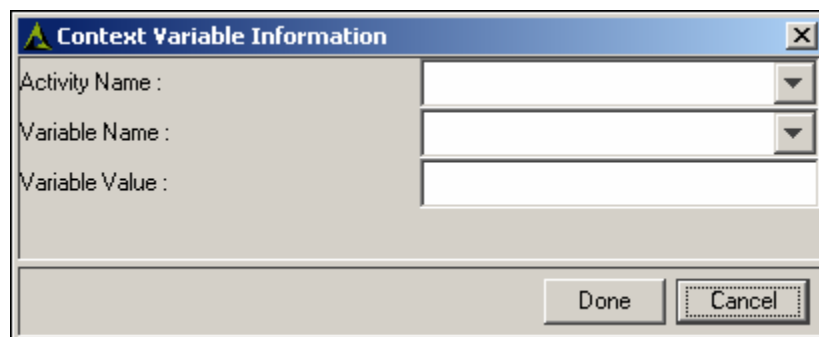 Context Variable Information
Activity Name :
Variable Name :
Variable Value :
Done Cancel